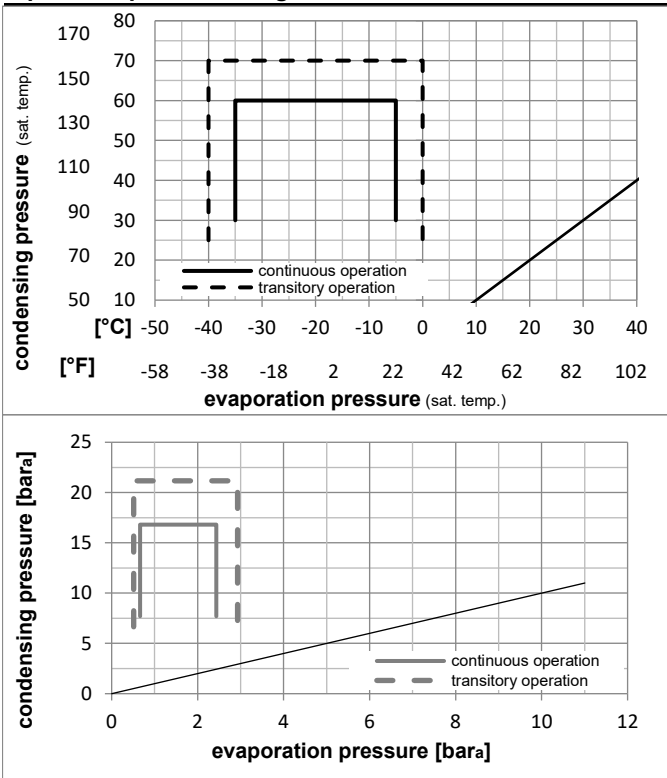 170 80
70
150
60
130
50
110
40
90
30
70 20
50 10
condensing pressure (sat. temp.)
continuous operation
transitory operation
[°C] -50 -40 -30 -20 -10 0 10 20 30 40
[°F] -58 -38 -18 2 22 42 62 82 102
evaporation pressure (sat. temp.)
25
20
15
10
5
0
condensing pressure [bara]
continuous operation
transitory operation
0 2 4 6 8 10 12
evaporation pressure [bara]